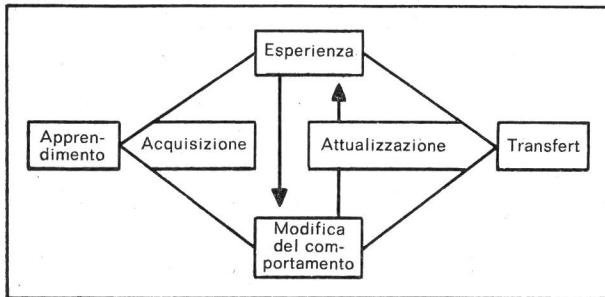 Esperienza
Appren-
dimento
Acquisizione
Attualizzazione
Transfert
Modifica
del com-
portamento